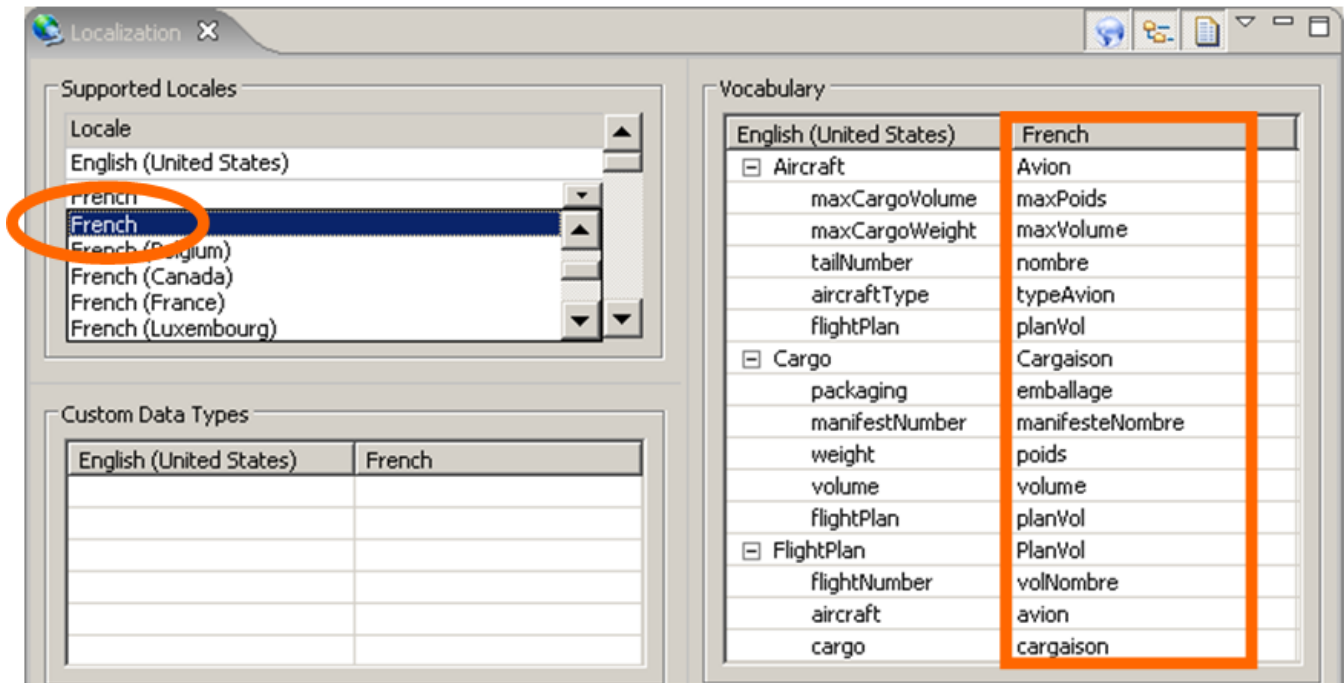 Localization
Supported Locales
Locale
English (United States)
French
French
French (Belgium)
French (Canada)
French (France)
French (Luxembourg)
Custom Data Types
English (United States) French
Vocabulary
English (United States) French
Aircraft Avion
maxCargoVolume maxPoids
maxCargoWeight maxVolume
tailNumber nombre
aircraftType typeAvion
flightPlan planVol
Cargo Cargaison
packaging emballage
manifestNumber manifesteNombre
weight poids
volume volume
flightPlan planVol
FlightPlan PlanVol
flightNumber volNombre
aircraft avion
cargo cargaison